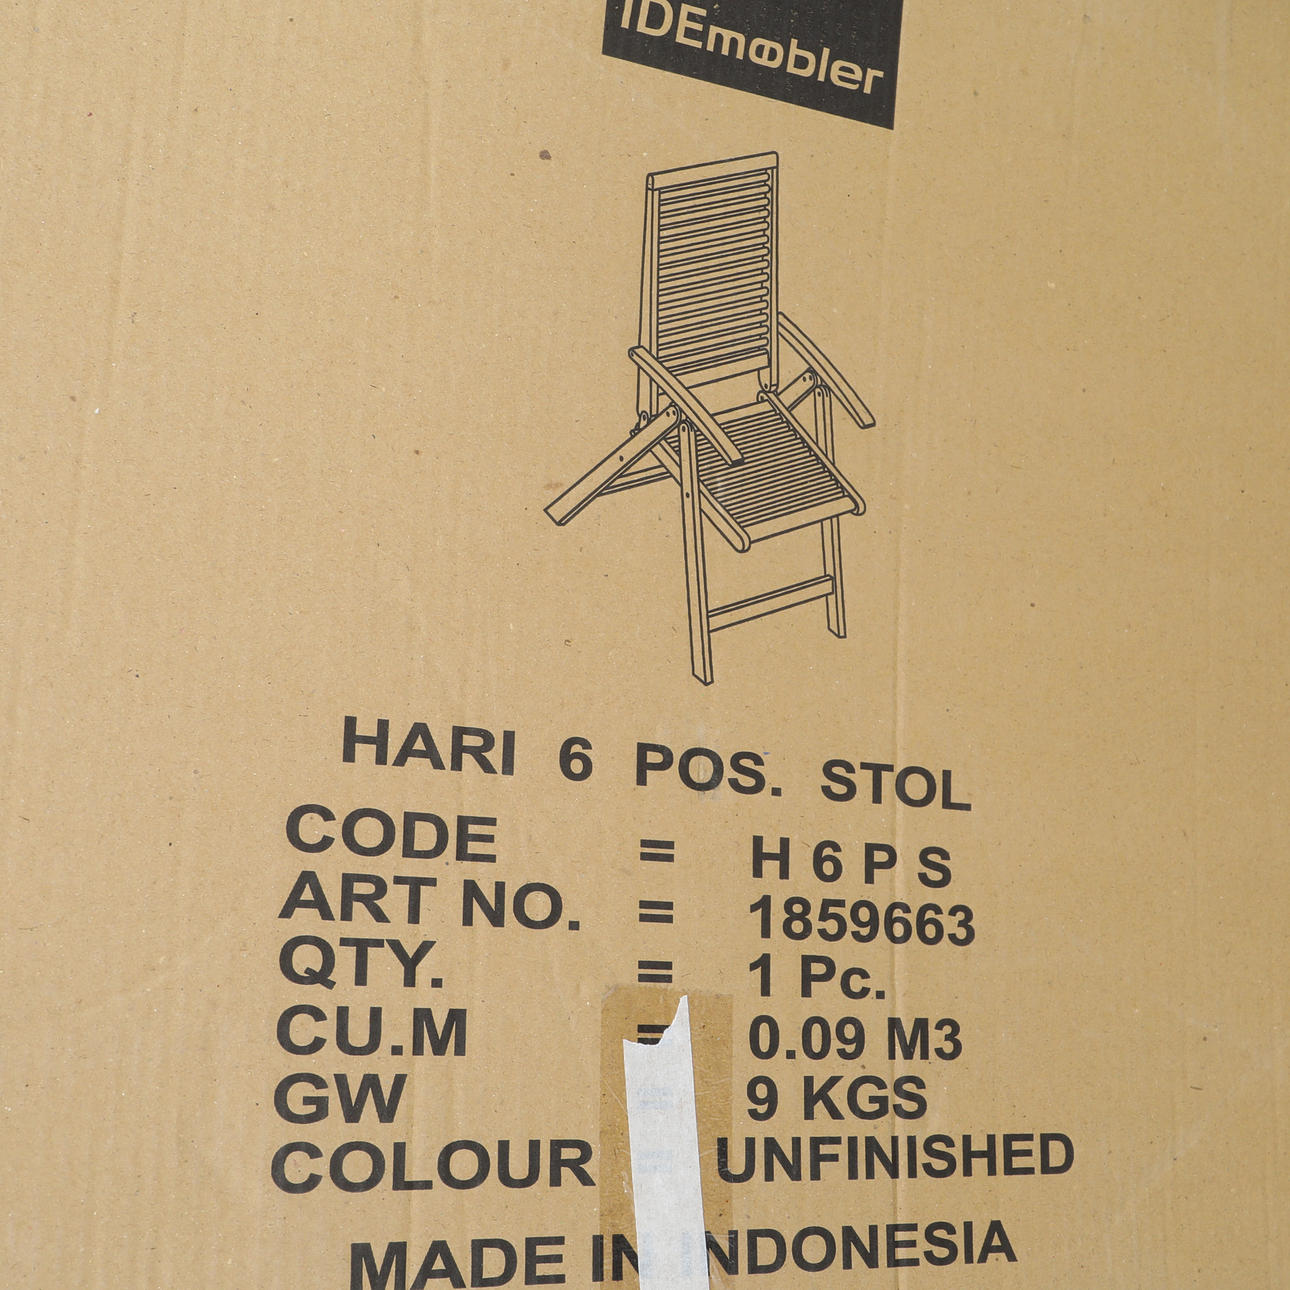 IDEmøbler
HARI 6 POS. STOL
CODE = H 6 P S
ART NO. = 1859663
QTY. = 1 Pc.
CU.M = 0.09 M3
GW 9 KGS
COLOUR UNFINISHED
MADE IN INDONESIA